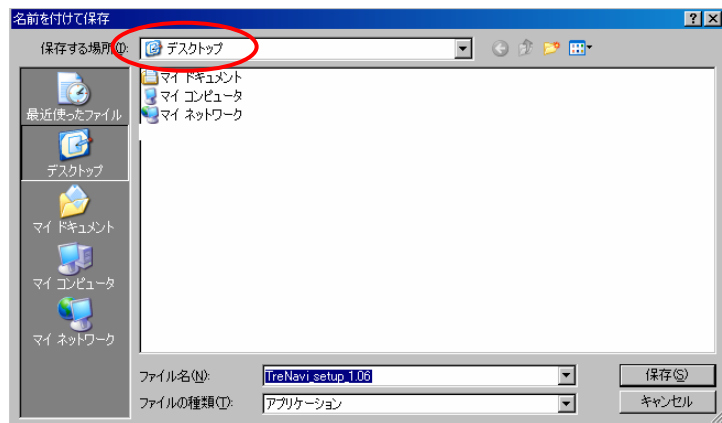 名前を付けて保存
保存する場所(I):
デスクトップ
マイ ドキュメント
マイ コンピュータ
マイ ネットワーク
最近使ったファイル
デスクトップ
マイ ドキュメント
マイ コンピュータ
マイ ネットワーク
ファイル名(N):
TreNavi_setup_1.06
保存(S)
ファイルの種類(T):
アプリケーション
キャンセル